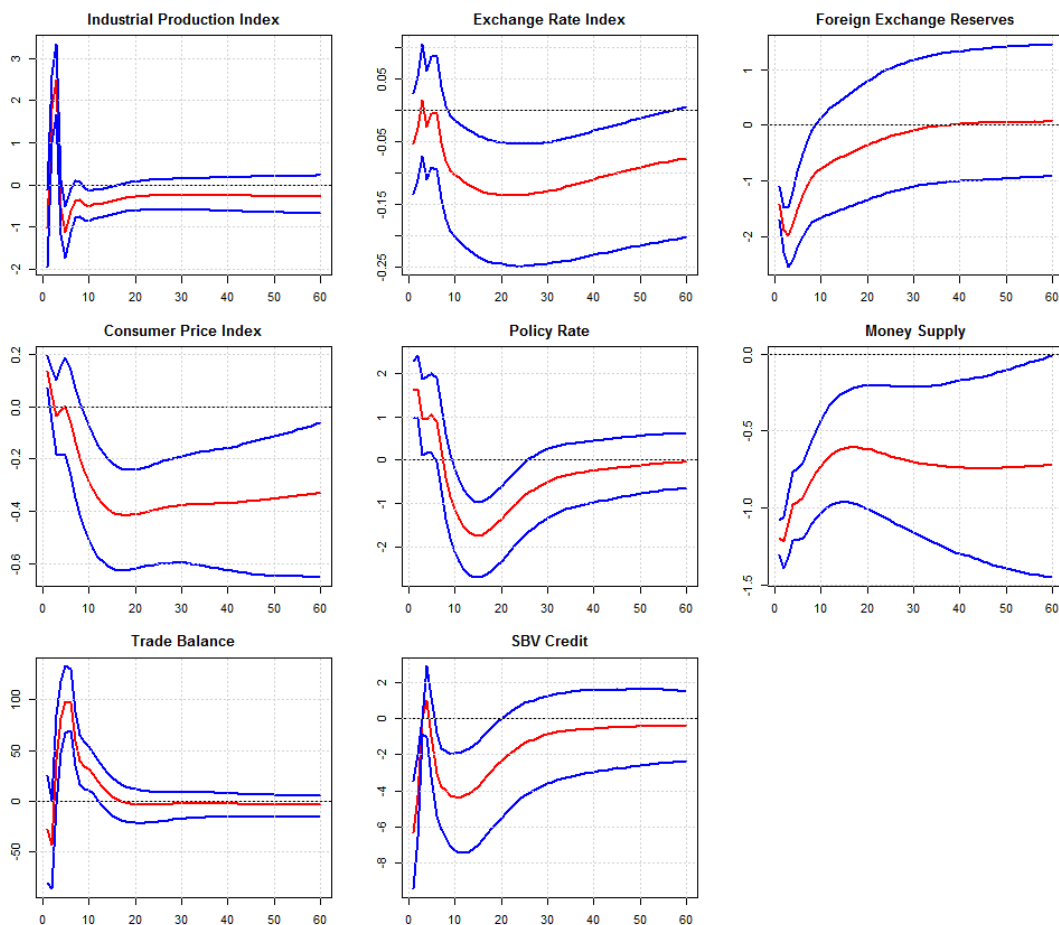 Industrial Production Index
3
2
1
0
-1
-2
0 10 20 30 40 50 60
Exchange Rate Index
0.05
-0.05
-0.15
-0.25
0 10 20 30 40 50 60
Foreign Exchange Reserves
1
0
-1
-2
0 10 20 30 40 50 60
Consumer Price Index
0.2
0.0
-0.2
-0.4
-0.6
0 10 20 30 40 50 60
Policy Rate
2
1
0
-1
-2
0 10 20 30 40 50 60
Money Supply
0.0
-0.5
-1.0
-1.5
0 10 20 30 40 50 60
Trade Balance
100
50
0
-50
0 10 20 30 40 50 60
SBV Credit
2
0
-2
-4
-6
-8
0 10 20 30 40 50 60